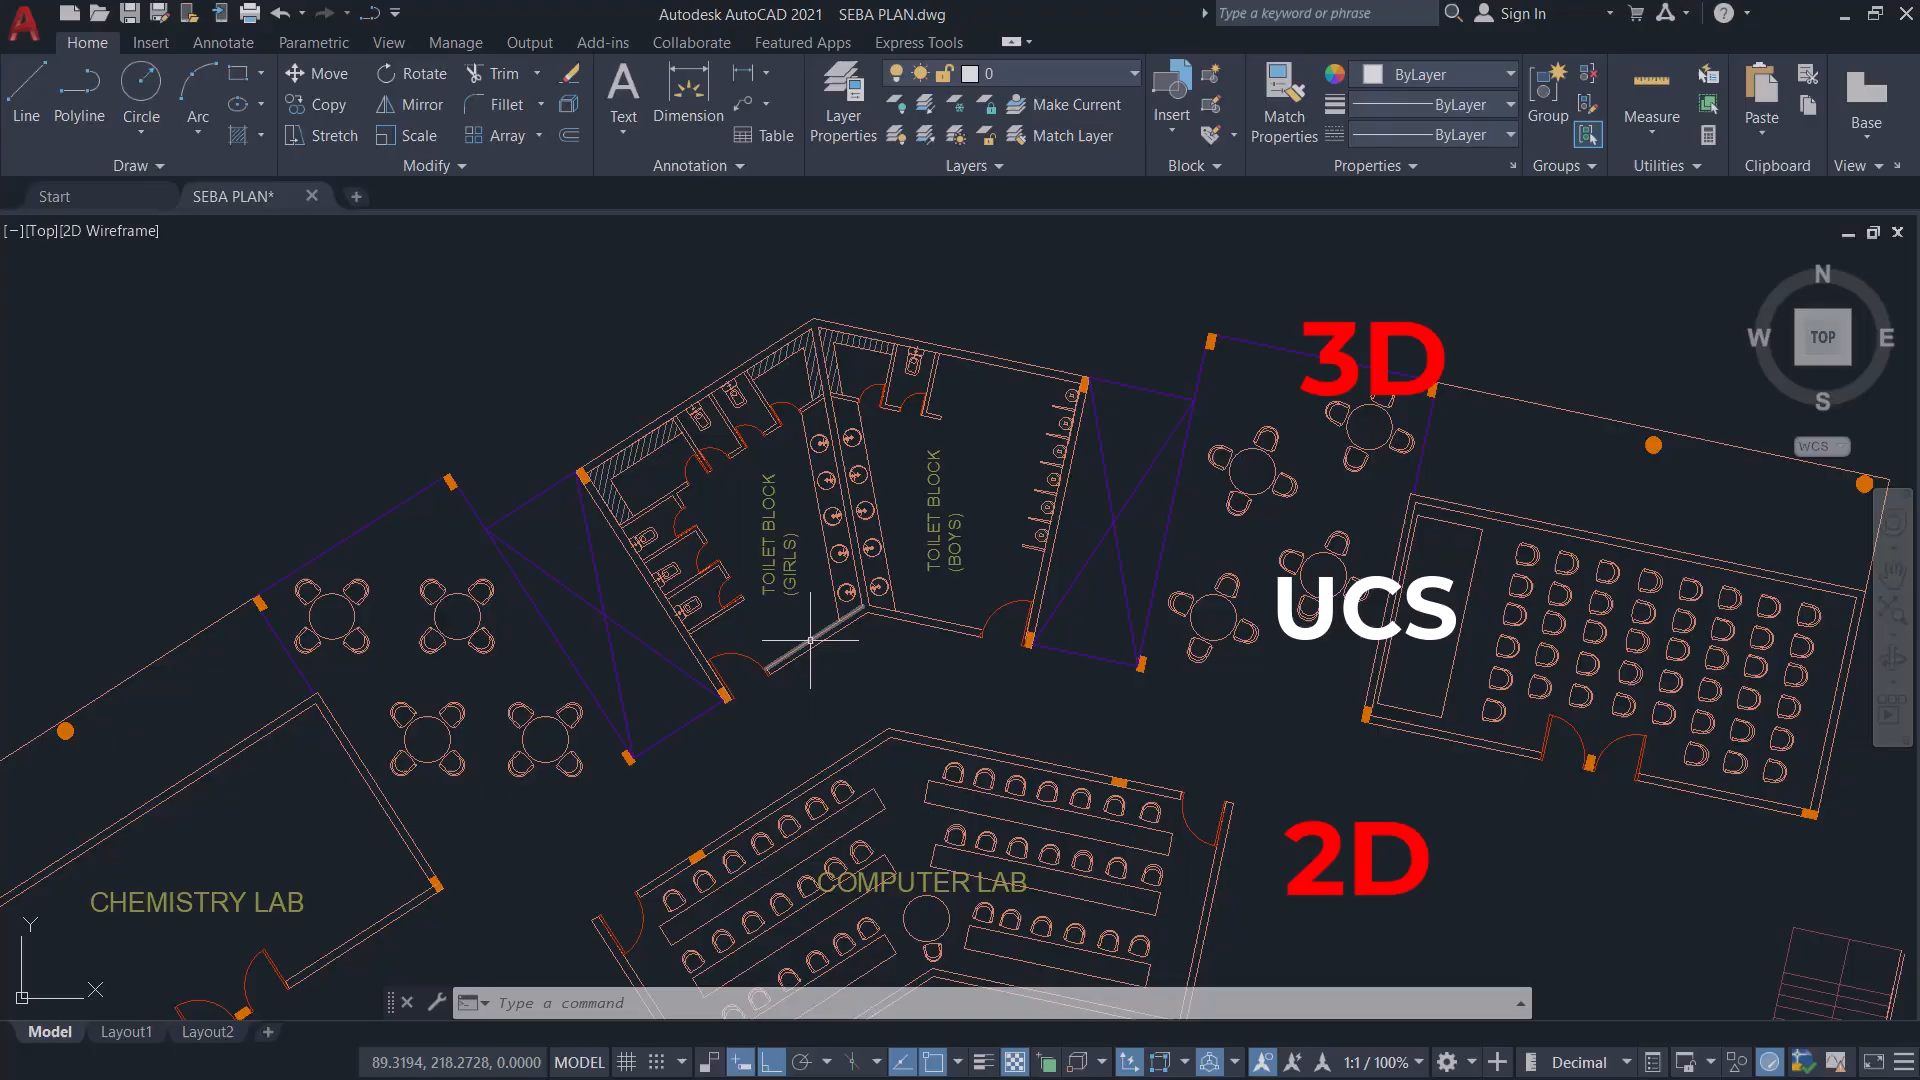 Autodesk AutoCAD 2021 SEBA PLAN.dwg
Type a keyword or phrase
Sign In
Home Insert Annotate Parametric View Manage Output Add-ins Collaborate Featured Apps Express Tools
Line
Polyline
Circle
Arc
Move
Rotate
Trim
Copy
Mirror
Fillet
Stretch
Scale
Array
Text
Dimension
Table
Layer
Properties
0
Make Current
Match Layer
Insert
Match
Properties
ByLayer
ByLayer
ByLayer
Group
Measure
Paste
Base
Draw Modify Annotation Layers Block Properties Groups Utilities Clipboard View
Start SEBA PLAN*
[−][Top][2D Wireframe]
N
W TOP E
S
WCS
3D
TOILET BLOCK
(GIRLS)
TOILET BLOCK
(BOYS)
UCS
2D
CHEMISTRY LAB
COMPUTER LAB
Y
X
Type a command
Model Layout1 Layout2
89.3194, 218.2728, 0.0000 MODEL 1:1 / 100% Decimal